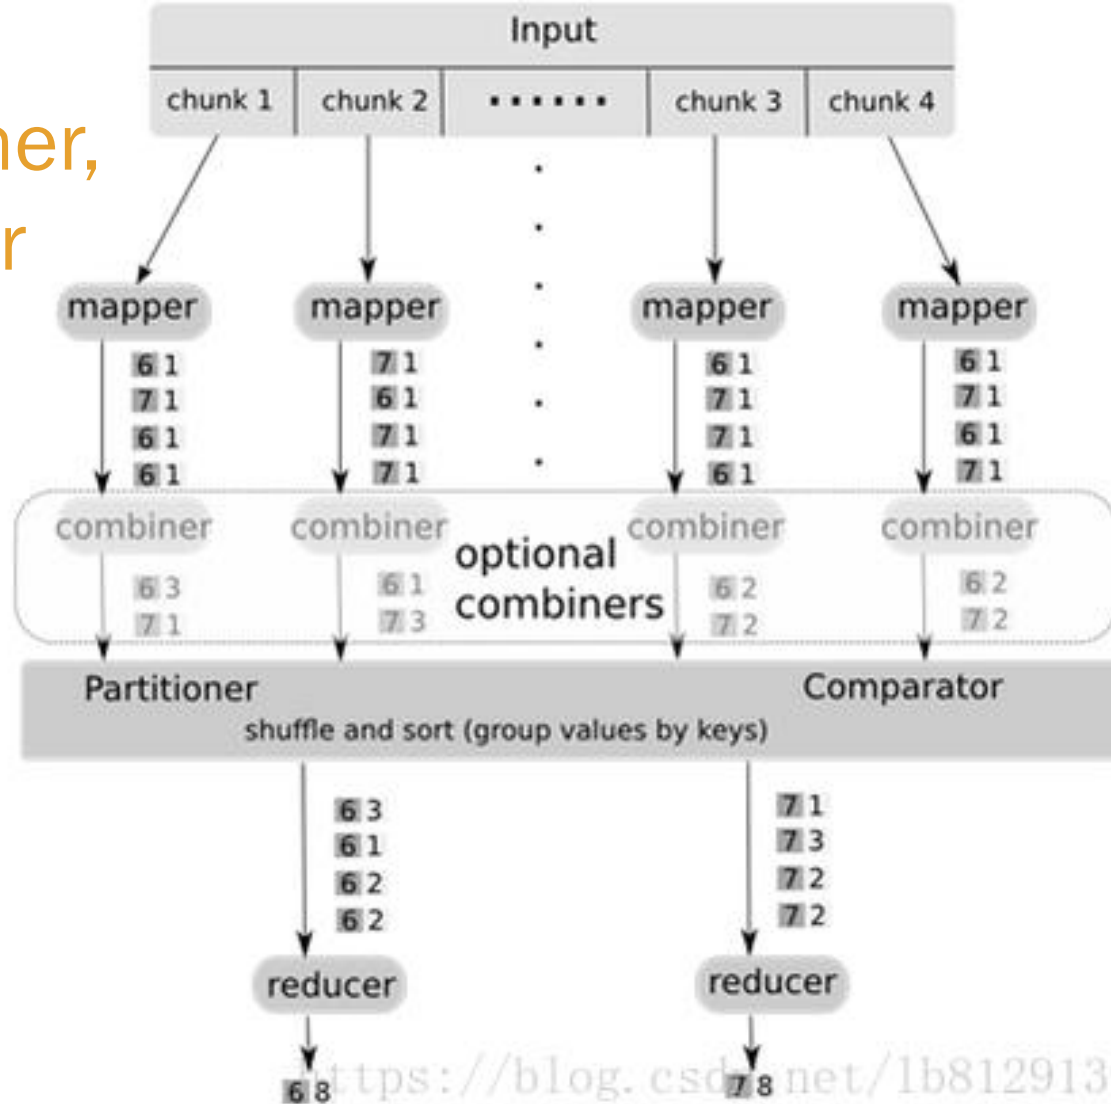 Input
chunk 1 chunk 2 ...... chunk 3 chunk 4
mapper mapper mapper mapper
6 1 7 1 6 1 6 1
7 1 6 1 7 1 7 1
6 1 7 1 7 1 6 1
6 1 7 1 6 1 7 1
combiner combiner combiner combiner
optional
combiners
6 3 6 1 6 2 6 2
7 1 7 3 7 2 7 2
Partitioner Comparator
shuffle and sort (group values by keys)
6 3 7 1
6 1 7 3
6 2 7 2
6 2 7 2
reducer reducer
6 8 7 8